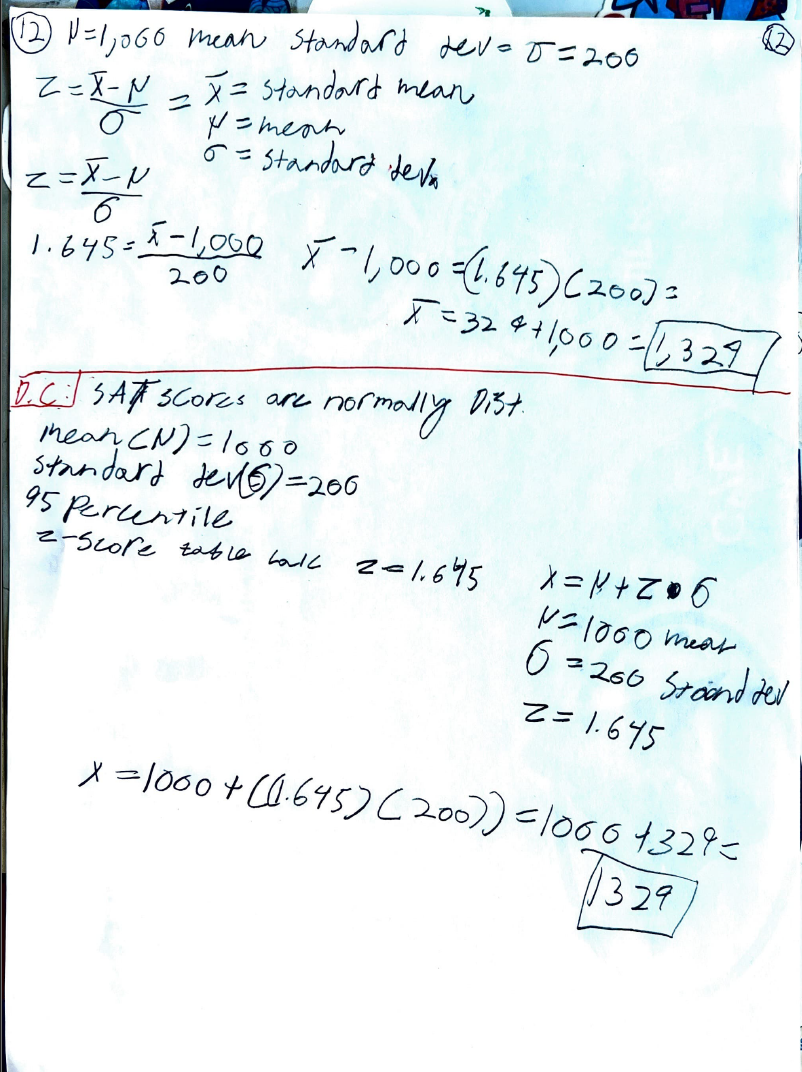 12 μ=1,000 mean standard dev= σ=200 12
z = x̄-μ/σ = x̄ = standard mean
μ = mean
σ = standard dev.
z = x̄-μ/σ
1.645 = x̄-1,000/200 x̄-1,000 = (1.645)(200) =
x̄ = 329+1,000 = 1,329
D.C: SAT scores are normally Dist.
mean(μ) = 1000
standard dev(σ) = 200
95 Percentile
z-score table calc z = 1.645
x = μ + z • σ
μ = 1000 mean
σ = 200 stand dev
z = 1.645
x = 1000 + ((1.645)(200)) = 1000 + 329 =
1329